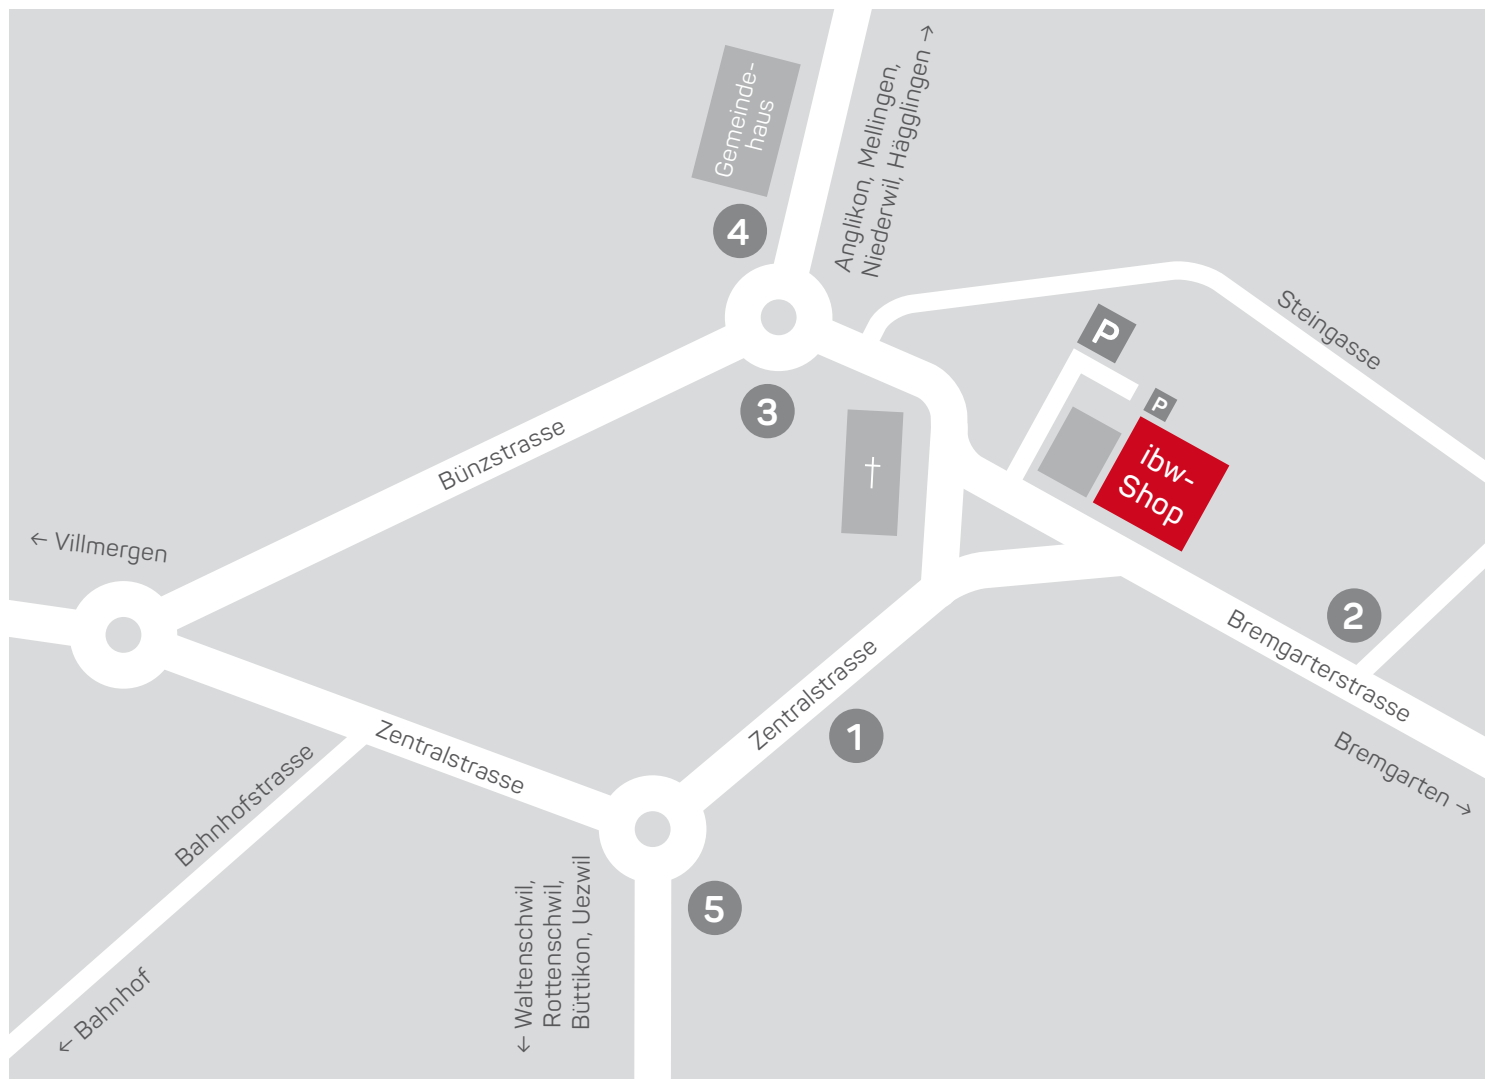 Gemeinde-
haus
Anglikon, Mellingen,
Niederwil, Hägglingen →
4
Steingasse
P
P
3
ibw-
Shop
Bünzstrasse
← Villmergen
2
Bremgarterstrasse
Zentralstrasse
1
Bremgarten →
Zentralstrasse
Bahnhofstrasse
← Waltenschwil,
Rottenschwil,
Büttikon, Uezwil
5
← Bahnhof